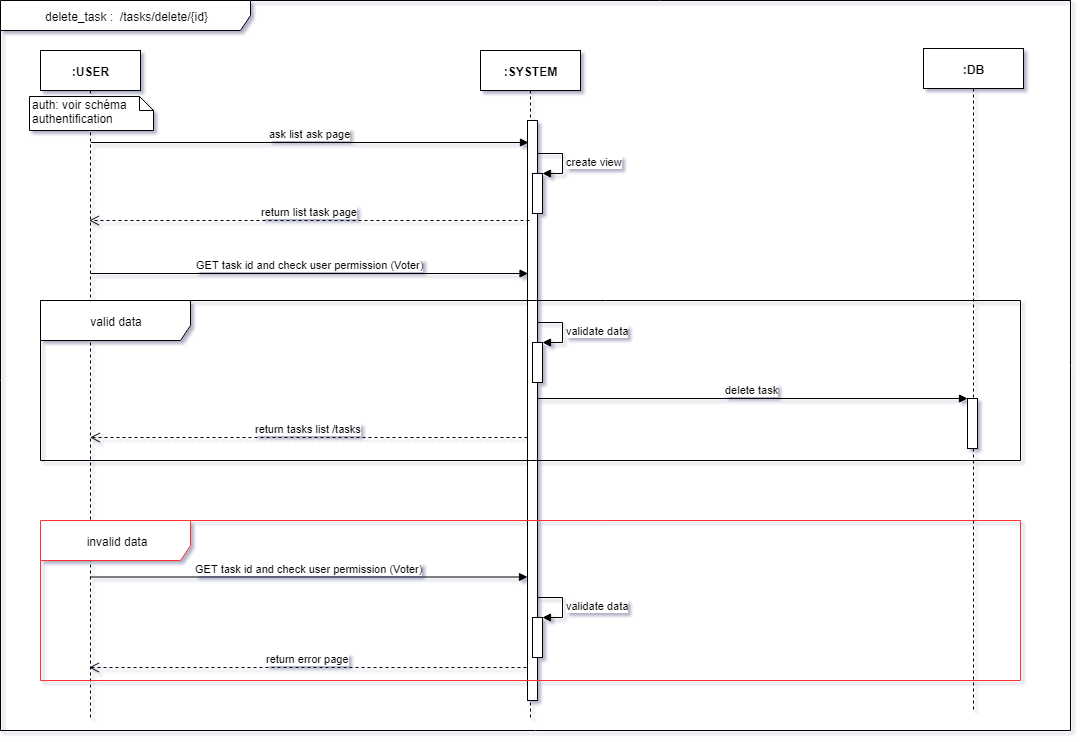 delete_task :  /tasks/delete/{id}
:USER
:SYSTEM
:DB
auth: voir schéma
authentification
ask list ask page
create view
return list task page
GET task id and check user permission (Voter)
valid data
validate data
delete task
return tasks list /tasks
invalid data
GET task id and check user permission (Voter)
validate data
return error page